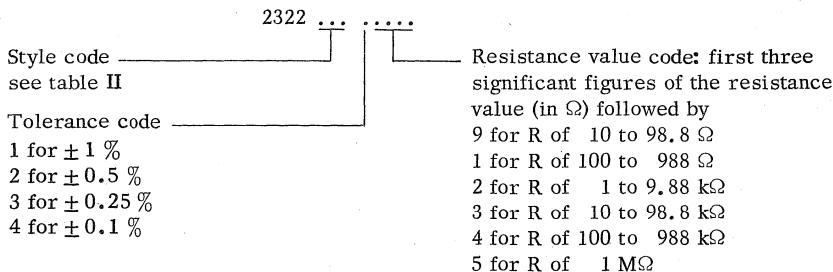 2322 ... . ....
Style code
see table II
Tolerance code
1 for ± 1 %
2 for ± 0.5 %
3 for ± 0.25 %
4 for ± 0.1 %
Resistance value code: first three
significant figures of the resistance
value (in Ω) followed by
9 for R of 10 to 98.8 Ω
1 for R of 100 to 988 Ω
2 for R of 1 to 9.88 kΩ
3 for R of 10 to 98.8 kΩ
4 for R of 100 to 988 kΩ
5 for R of 1 MΩ